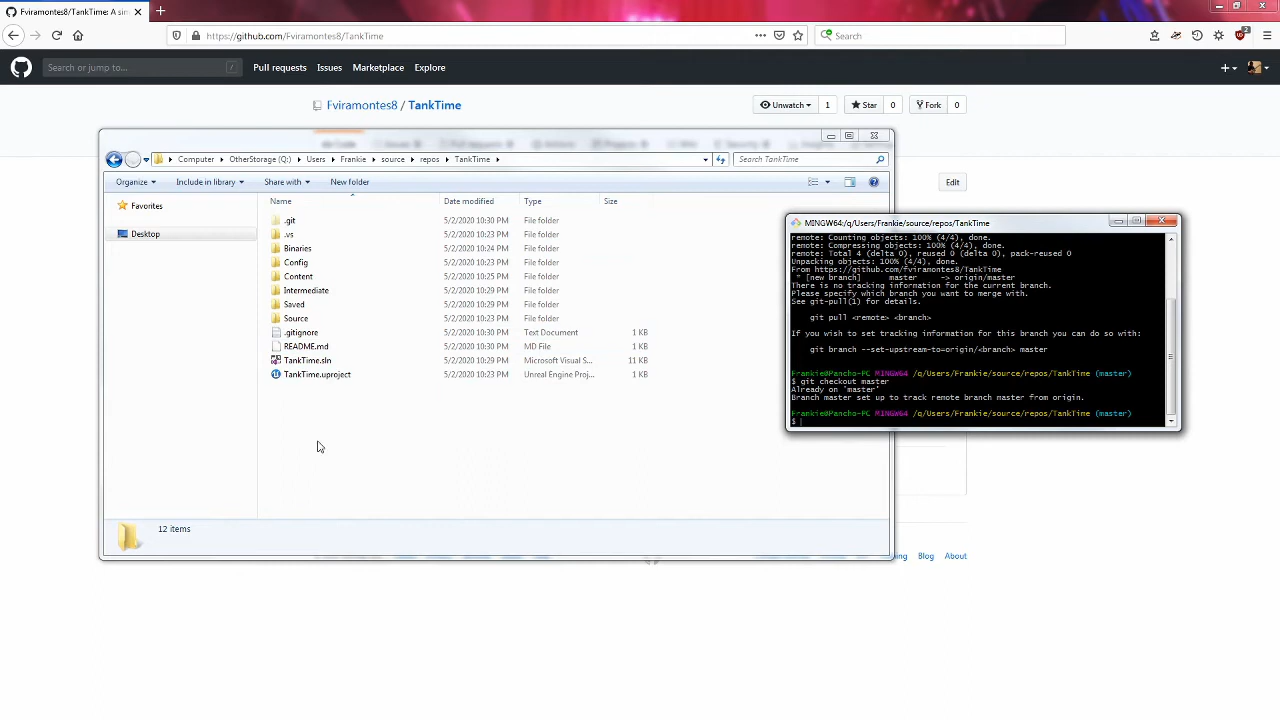 Fviramontes8/TankTime: A si
https://github.com/Fviramontes8/TankTime
Search
2
Search or jump to...
/
Pull requests
Issues
Marketplace
Explore
Fviramontes8 / TankTime
Unwatch
1
Star
0
Fork
0
Computer
OtherStorage (Q:)
Users
Frankie
source
repos
TankTime
Search TankTime
Organize
Include in library
Share with
New folder
Edit
Name
Date modified
Type
Size
Favorites
Desktop
.git 5/2/2020 10:30 PM File folder
.vs 5/2/2020 10:23 PM File folder
Binaries 5/2/2020 10:24 PM File folder
Config 5/2/2020 10:23 PM File folder
Content 5/2/2020 10:25 PM File folder
Intermediate 5/2/2020 10:29 PM File folder
Saved 5/2/2020 10:23 PM File folder
Source 5/2/2020 10:23 PM File folder
.gitignore 5/2/2020 10:30 PM Text Document 1 KB
README.md 5/2/2020 10:30 PM MD File 1 KB
TankTime.sln 5/2/2020 10:29 PM Microsoft Visual S... 11 KB
TankTime.uproject 5/2/2020 10:23 PM Unreal Engine Proj... 1 KB
12 items
MINGW64:/q/Users/Frankie/source/repos/TankTime
remote: Counting objects: 100% (4/4), done.
remote: Compressing objects: 100% (4/4), done.
remote: Total 4 (delta 0), reused 0 (delta 0), pack-reused 0
Unpacking objects: 100% (4/4), done.
From https://github.com/fviramontes8/TankTime
* [new branch] master -> origin/master
There is no tracking information for the current branch.
Please specify which branch you want to merge with.
See git-pull(1) for details.
git pull <remote> <branch>
If you wish to set tracking information for this branch you can do so with:
git branch --set-upstream-to=origin/<branch> master
Frankie@Pancho-PC MINGW64 /q/Users/Frankie/source/repos/TankTime (master)
$ git checkout master
Already on 'master'
Branch master set up to track remote branch master from origin.
Frankie@Pancho-PC MINGW64 /q/Users/Frankie/source/repos/TankTime (master)
$
Blog
About